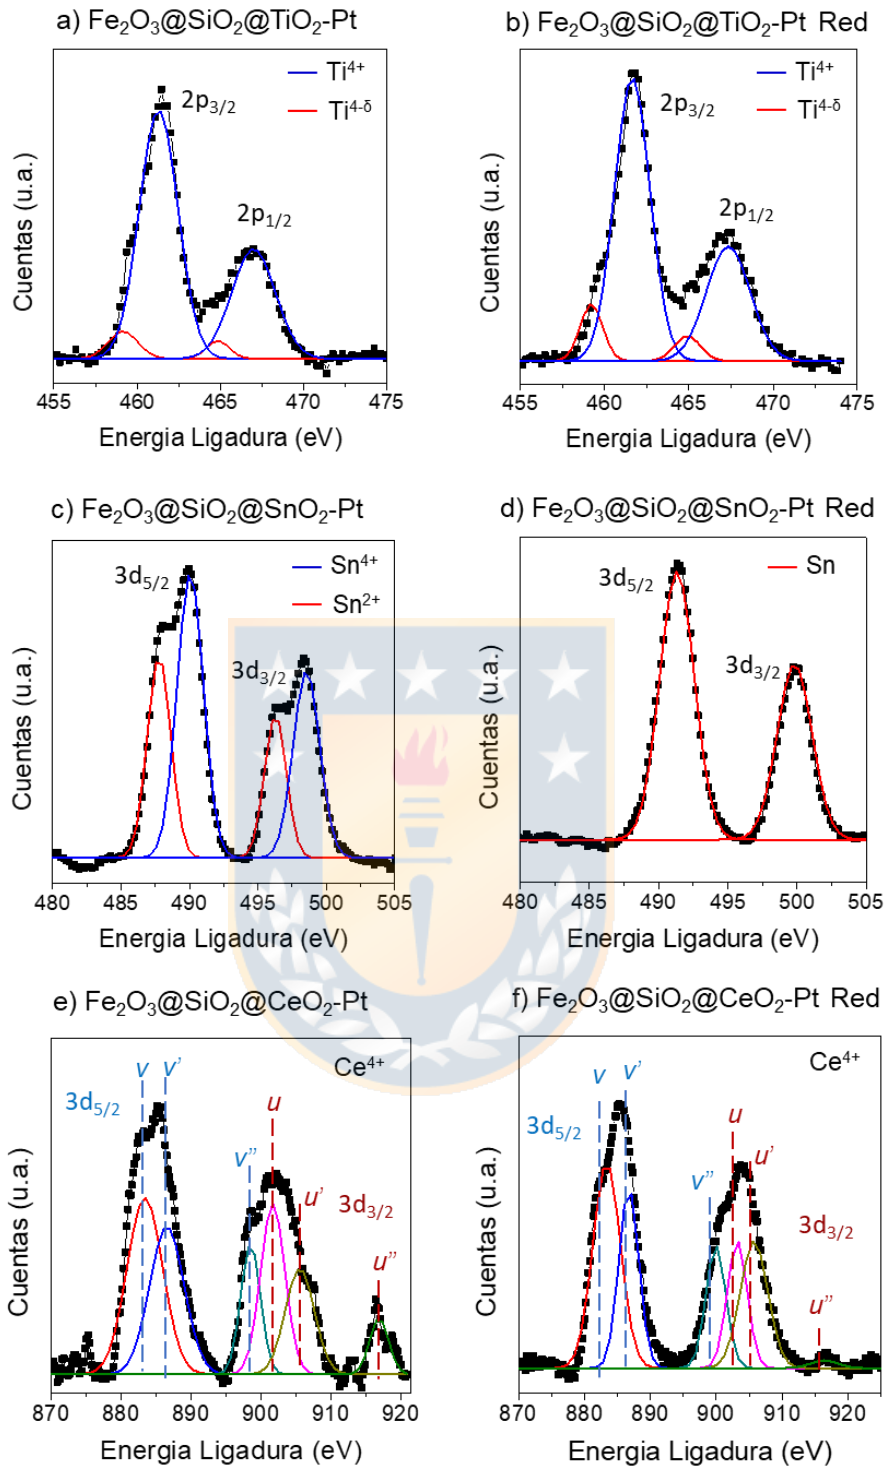 a) Fe₂O₃@SiO₂@TiO₂-Pt
Ti⁴⁺
Ti⁴⁻ᵟ
2p₃/₂
2p₁/₂
Cuentas (u.a.)
455 460 465 470 475
Energia Ligadura (eV)
b) Fe₂O₃@SiO₂@TiO₂-Pt Red
Ti⁴⁺
Ti⁴⁻ᵟ
2p₃/₂
2p₁/₂
Cuentas (u.a.)
455 460 465 470 475
Energia Ligadura (eV)
c) Fe₂O₃@SiO₂@SnO₂-Pt
3d₅/₂
Sn⁴⁺
Sn²⁺
3d₃/₂
Cuentas (u.a.)
480 485 490 495 500 505
Energia Ligadura (eV)
d) Fe₂O₃@SiO₂@SnO₂-Pt Red
3d₅/₂
Sn
3d₃/₂
Cuentas (u.a.)
480 485 490 495 500 505
Energia Ligadura (eV)
e) Fe₂O₃@SiO₂@CeO₂-Pt
v v'
Ce⁴⁺
3d₅/₂
u
v''
u'
3d₃/₂
u''
Cuentas (u.a.)
870 880 890 900 910 920
Energia Ligadura (eV)
f) Fe₂O₃@SiO₂@CeO₂-Pt Red
v v'
Ce⁴⁺
3d₅/₂
u
u'
v''
3d₃/₂
u''
Cuentas (u.a.)
870 880 890 900 910 920
Energia Ligadura (eV)